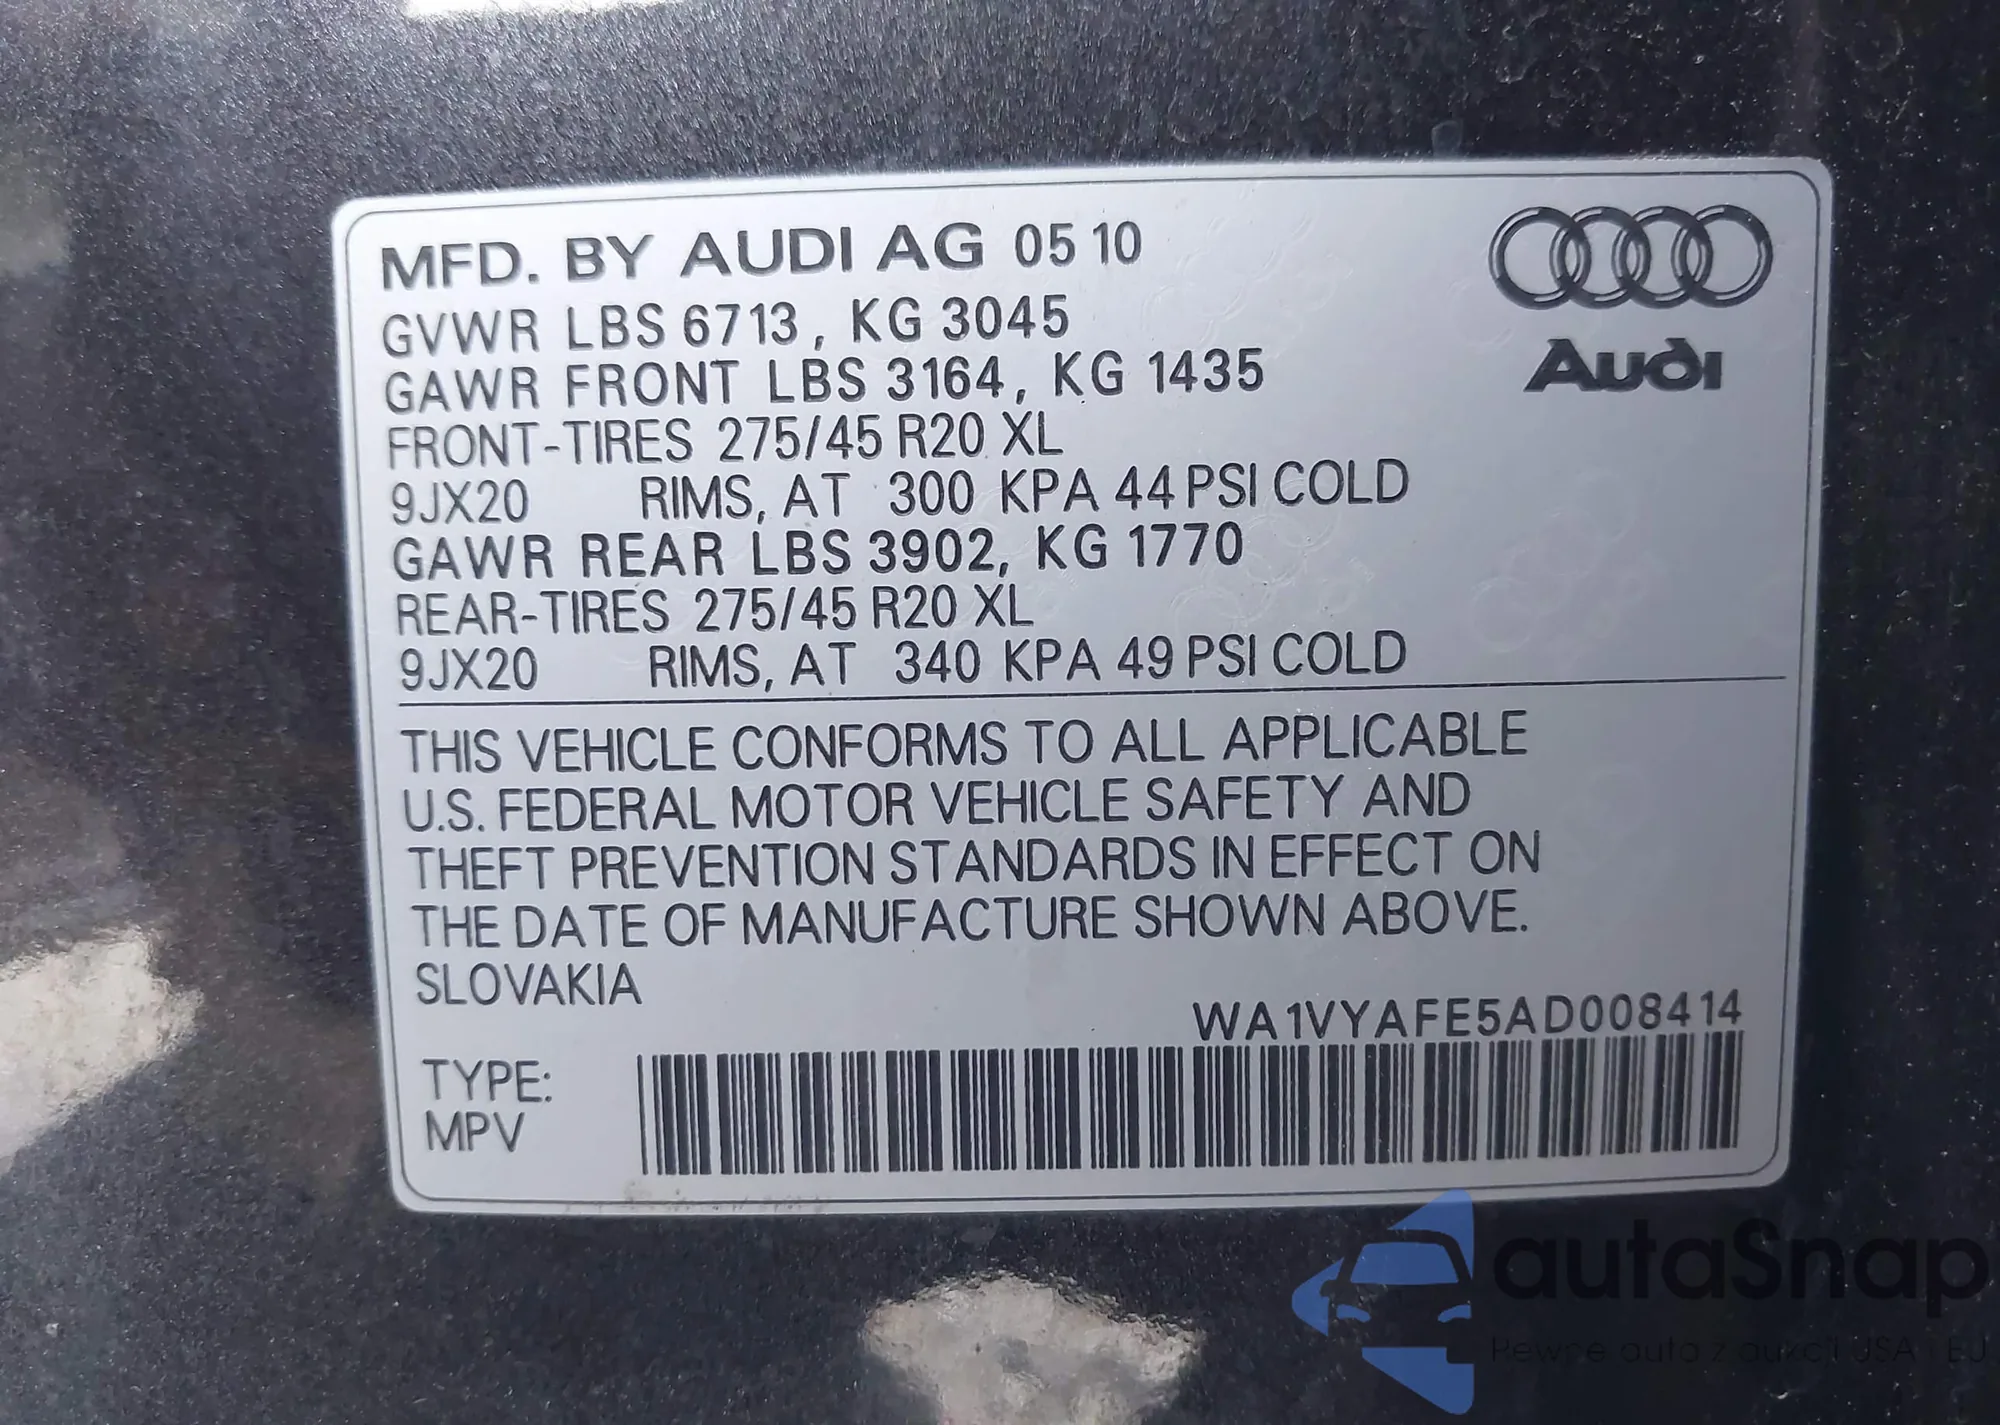 MFD. BY AUDI AG 05 10
GVWR LBS 6713, KG 3045
GAWR FRONT LBS 3164, KG 1435
FRONT-TIRES 275/45 R20 XL
9JX20 RIMS, AT 300 KPA 44 PSI COLD
GAWR REAR LBS 3902, KG 1770
REAR-TIRES 275/45 R20 XL
9JX20 RIMS, AT 340 KPA 49 PSI COLD
Audi
THIS VEHICLE CONFORMS TO ALL APPLICABLE
U.S. FEDERAL MOTOR VEHICLE SAFETY AND
THEFT PREVENTION STANDARDS IN EFFECT ON
THE DATE OF MANUFACTURE SHOWN ABOVE.
SLOVAKIA
WA1VYAFE5AD008414
TYPE:
MPV
autaSnap
auto z aukcji USA i EU